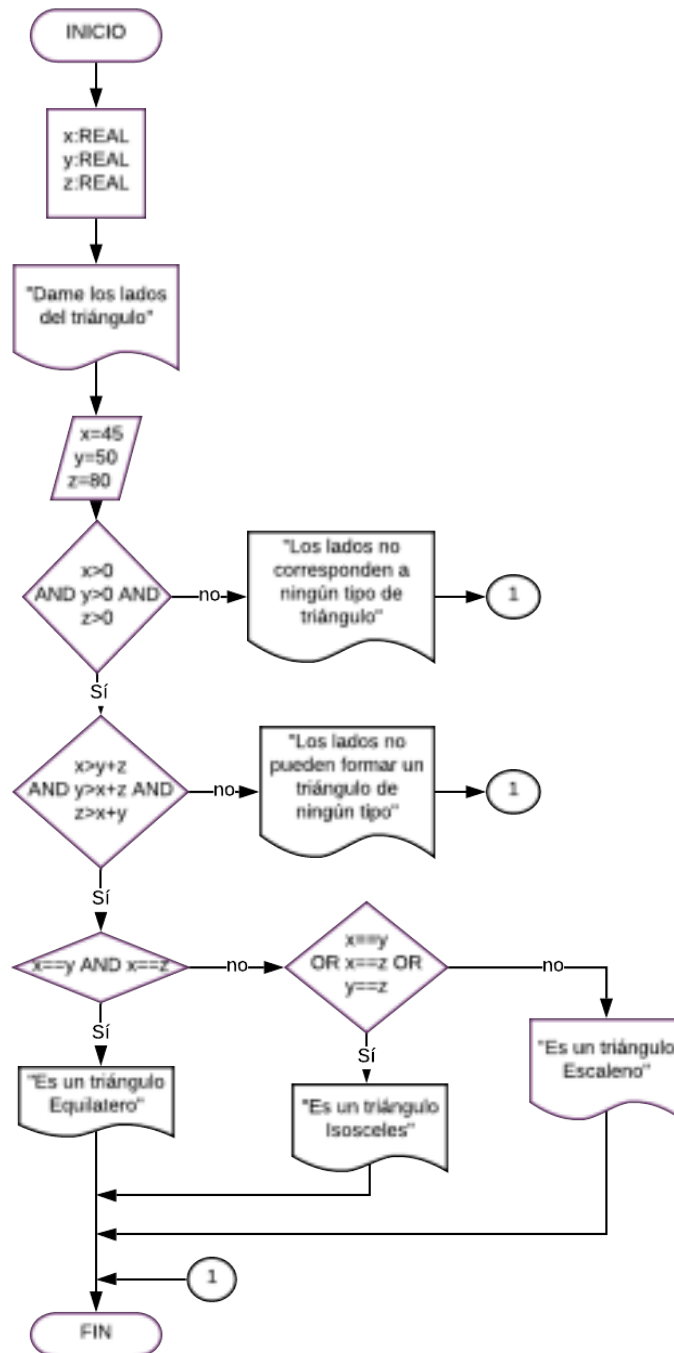 INICIO
x:REAL
y:REAL
z:REAL
"Dame los lados
del triángulo"
x=45
y=50
z=80
x>0
AND y>0 AND
z>0
no
"Los lados no
corresponden a
ningún tipo de
triángulo"
1
Sí
x>y+z
AND y>x+z AND
z>x+y
no
"Los lados no
pueden formar un
triángulo de
ningún tipo"
1
Sí
x==y AND x==z
no
x==y
OR x==z OR
y==z
no
Sí
"Es un triángulo
Equilatero"
Sí
"Es un triángulo
Isosceles"
"Es un triángulo
Escaleno"
1
FIN